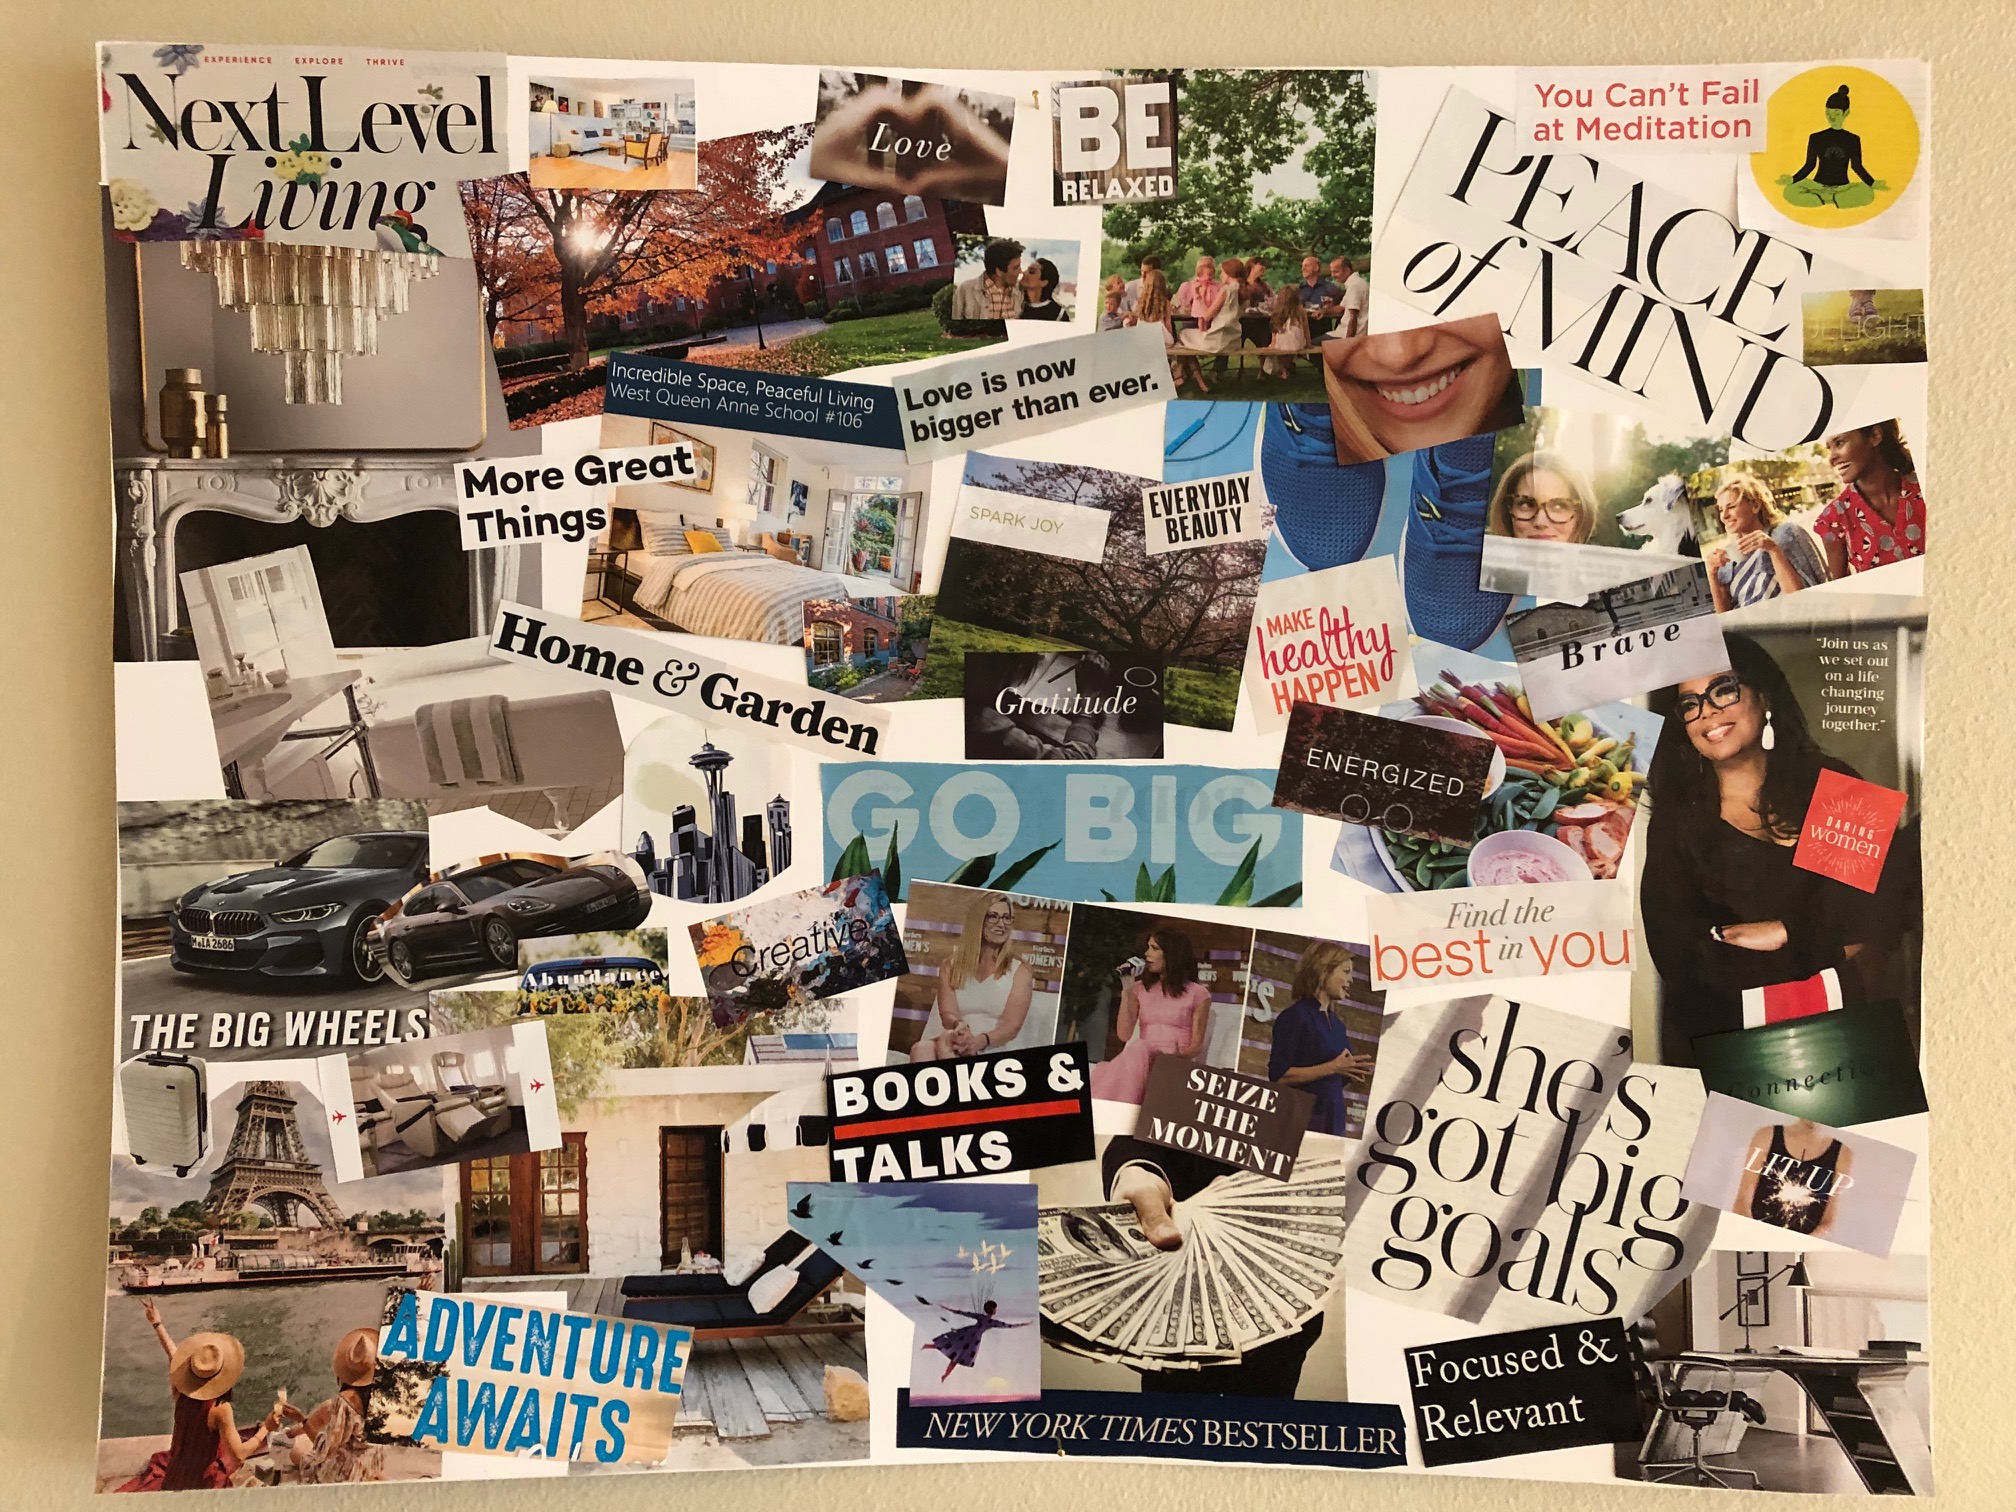 EXPERIENCE EXPLORE THRIVE
Next Level
Living
Love
BE
RELAXED
You Can't Fail
at Meditation
PEACE
of MIND
DELIGHT
Incredible Space, Peaceful Living
West Queen Anne School #106
Love is now
bigger than ever.
More Great
Things
SPARK JOY
EVERYDAY
BEAUTY
Home & Garden
Gratitude
MAKE
healthy
HAPPEN
Brave
"Join us as
we set out
on a life
changing
journey
together."
ENERGIZED
GO BIG
DARING
women
M:IA 2686
Abundance
Creative
Find the
best in you
THE BIG WHEELS
WOMEN'S
BOOKS &
TALKS
SEIZE
THE
MOMENT
she's
got big
goals
LIT UP
ADVENTURE
AWAITS
Focused &
Relevant
NEW YORK TIMES BESTSELLER